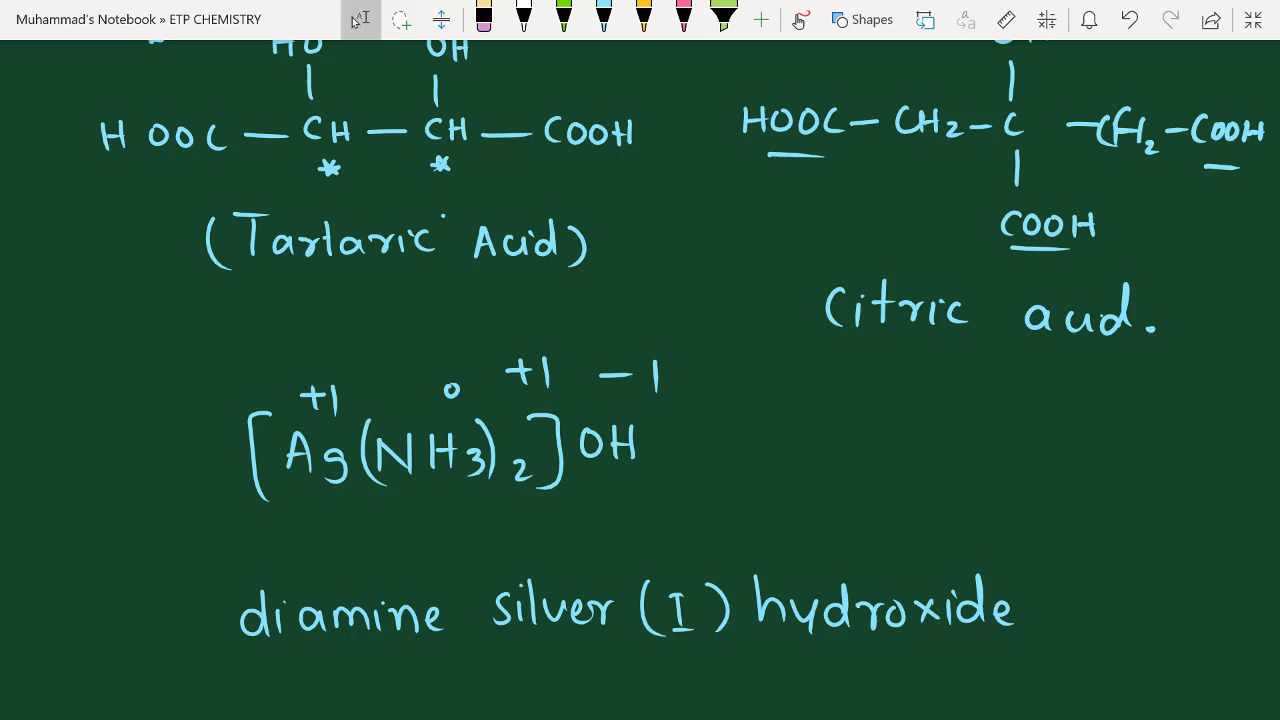 Muhammad's Notebook » ETP CHEMISTRY
Shapes
HO OH
HOOC — CH — CH — COOH
* *
(Tartaric Acid)
HOOC — CH2 — C — CH2 — COOH
COOH
Citric acid.
+1 0 +1 -1
[Ag(NH3)2]OH
diamine silver (I) hydroxide